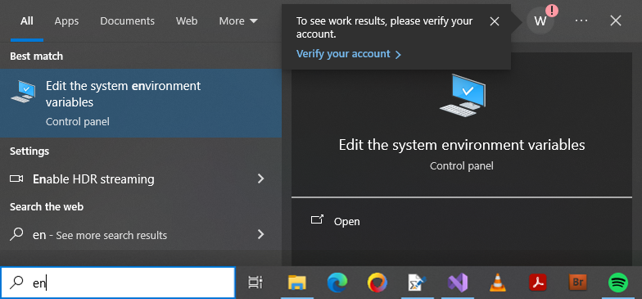 All Apps Documents Web More
To see work results, please verify your
account.
Verify your account
W
!
Best match
Edit the system environment
variables
Control panel
Settings
Enable HDR streaming
Search the web
en - See more search results
Edit the system environment variables
Control panel
Open
en
Br